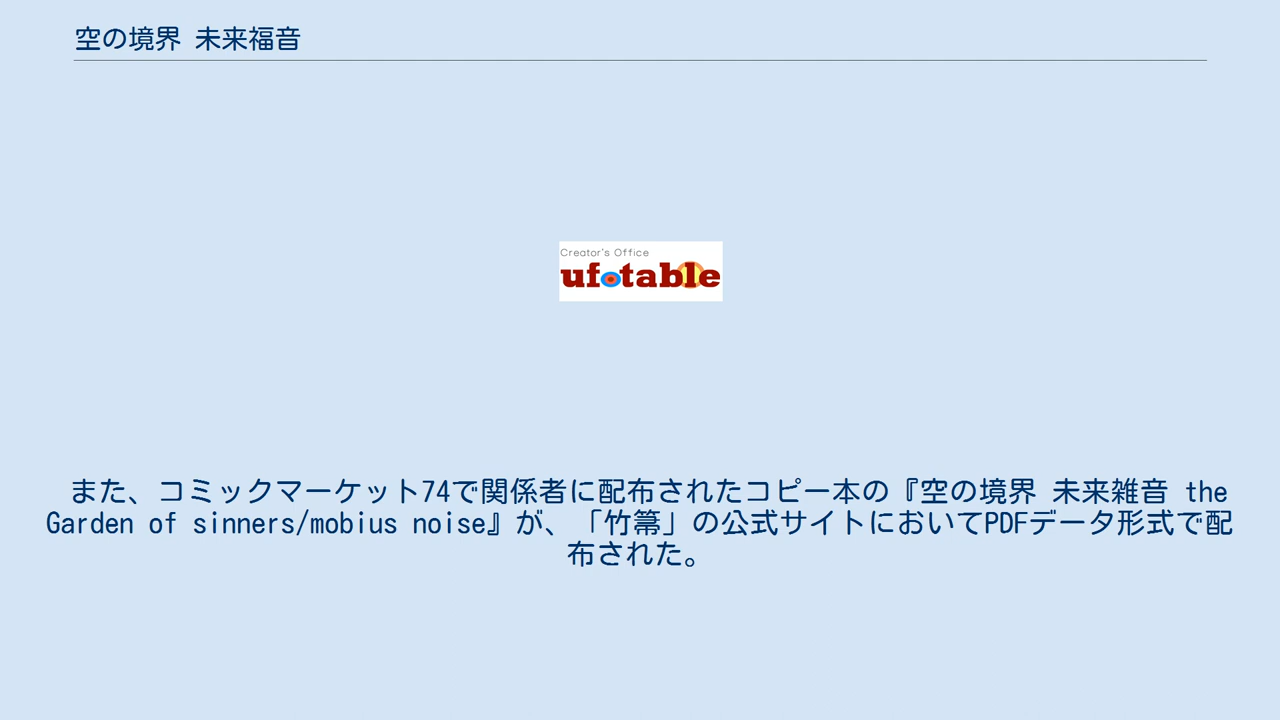 空の境界 未来福音
Creator's Office
ufotable
また、コミックマーケット74で関係者に配布されたコピー本の『空の境界 未来雑音 the
Garden of sinners/mobius noise』が、「竹箒」の公式サイトにおいてPDFデータ形式で配
布された。